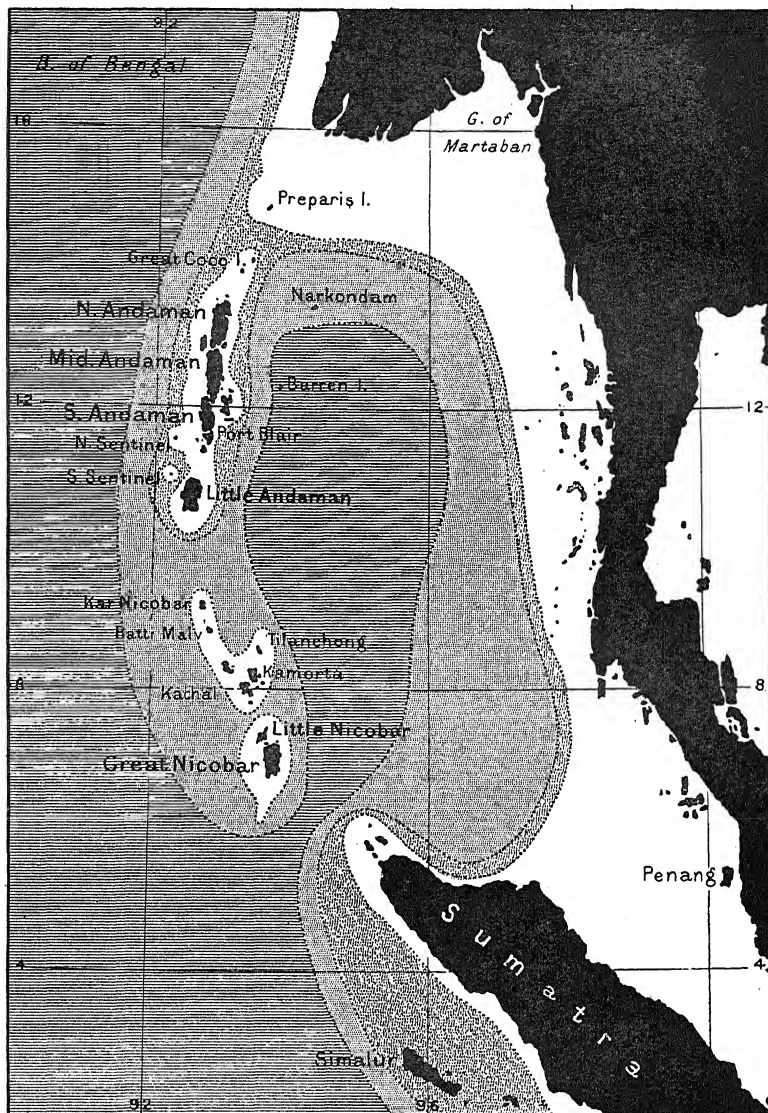 92
B. of Bengal
16
G. of
Martaban
Preparis I.
Great Coco I.
Narkondam
N. Andaman
Mid. Andaman
Barren I.
12
12
S. Andaman
Port Blair
N. Sentinel
S. Sentinel
Little Andaman
Kar Nicobar
Batti Malv
Tilanchong
Kamorta
8
8
Kachal
Little Nicobar
Great Nicobar
Penang
Sumatra
4
4
Simalur
92
96